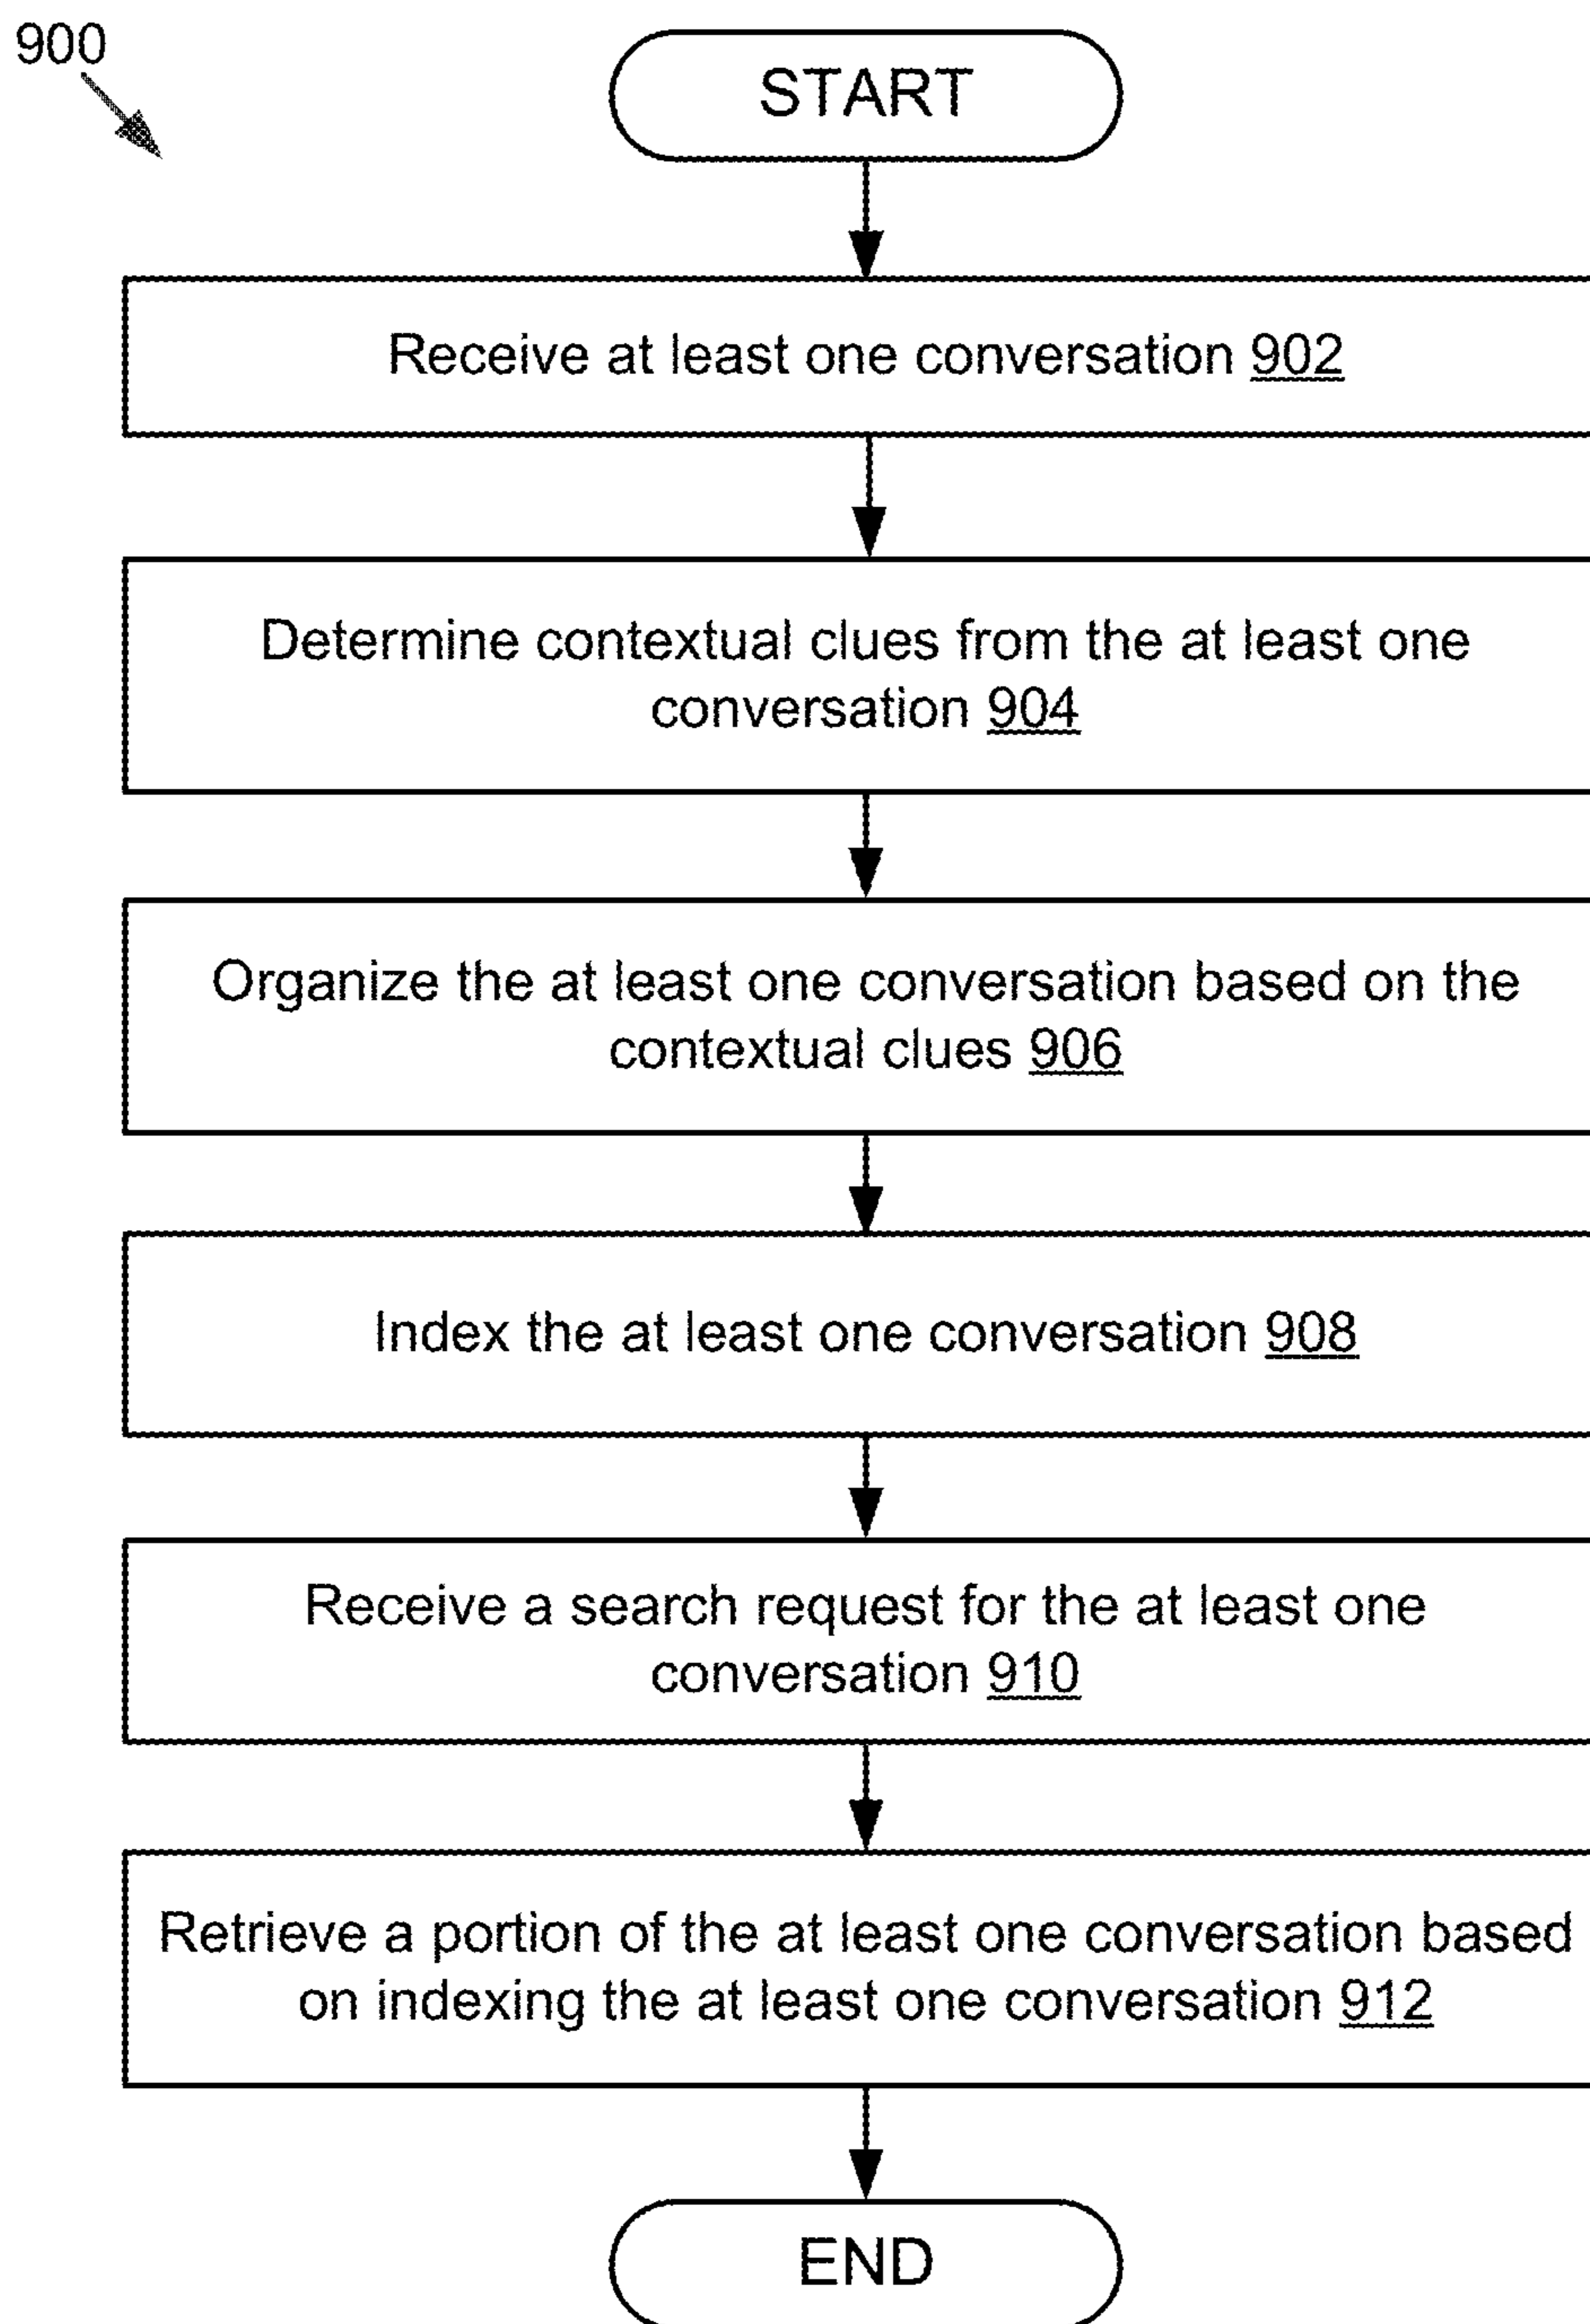 900
START
Receive at least one conversation 902
Determine contextual clues from the at least one
conversation 904
Organize the at least one conversation based on the
contextual clues 906
Index the at least one conversation 908
Receive a search request for the at least one
conversation 910
Retrieve a portion of the at least one conversation based
on indexing the at least one conversation 912
END